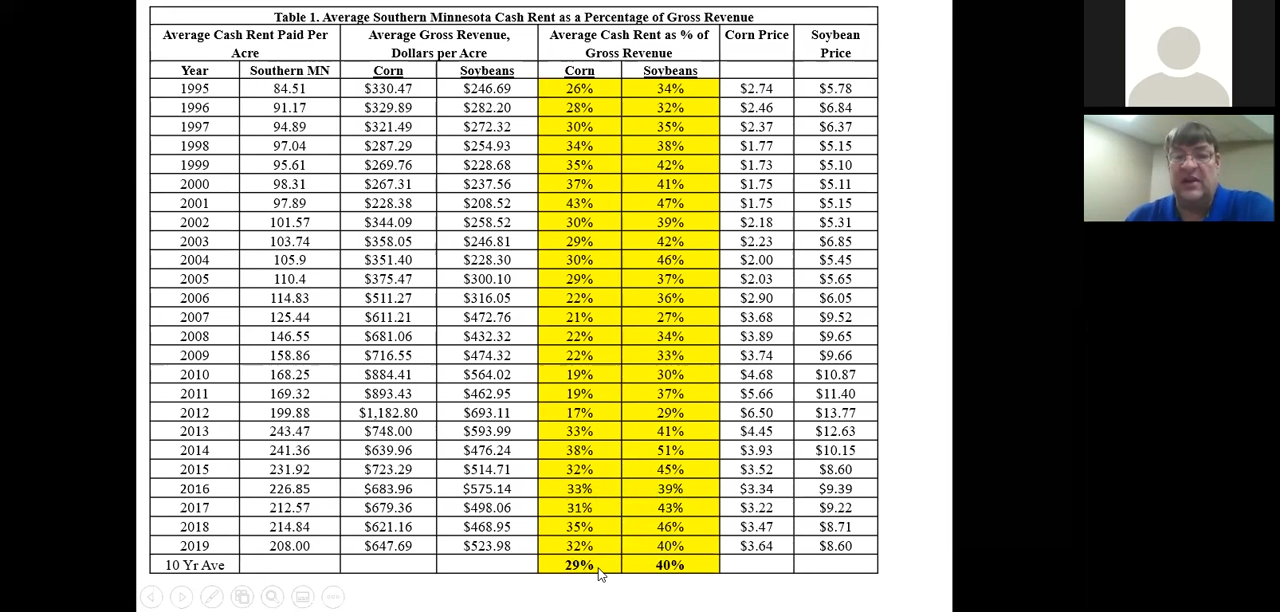 Table 1. Average Southern Minnesota Cash Rent as a Percentage of Gross Revenue
Average Cash Rent Paid Per Acre Average Gross Revenue, Dollars per Acre Average Cash Rent as % of Gross Revenue Corn Price Soybean Price
Year Southern MN Corn Soybeans Corn Soybeans
1995 84.51 $330.47 $246.69 26% 34% $2.74 $5.78
1996 91.17 $329.89 $282.20 28% 32% $2.46 $6.84
1997 94.89 $321.49 $272.32 30% 35% $2.37 $6.37
1998 97.04 $287.29 $254.93 34% 38% $1.77 $5.15
1999 95.61 $269.76 $228.68 35% 42% $1.73 $5.10
2000 98.31 $267.31 $237.56 37% 41% $1.75 $5.11
2001 97.89 $228.38 $208.52 43% 47% $1.75 $5.15
2002 101.57 $344.09 $258.52 30% 39% $2.18 $5.31
2003 103.74 $358.05 $246.81 29% 42% $2.23 $6.85
2004 105.9 $351.40 $228.30 30% 46% $2.00 $5.45
2005 110.4 $375.47 $300.10 29% 37% $2.03 $5.65
2006 114.83 $511.27 $316.05 22% 36% $2.90 $6.05
2007 125.44 $611.21 $472.76 21% 27% $3.68 $9.52
2008 146.55 $681.06 $432.32 22% 34% $3.89 $9.65
2009 158.86 $716.55 $474.32 22% 33% $3.74 $9.66
2010 168.25 $884.41 $564.02 19% 30% $4.68 $10.87
2011 169.32 $893.43 $462.95 19% 37% $5.66 $11.40
2012 199.88 $1,182.80 $693.11 17% 29% $6.50 $13.77
2013 243.47 $748.00 $593.99 33% 41% $4.45 $12.63
2014 241.36 $639.96 $476.24 38% 51% $3.93 $10.15
2015 231.92 $723.29 $514.71 32% 45% $3.52 $8.60
2016 226.85 $683.96 $575.14 33% 39% $3.34 $9.39
2017 212.57 $679.36 $498.06 31% 43% $3.22 $9.22
2018 214.84 $621.16 $468.95 35% 46% $3.47 $8.71
2019 208.00 $647.69 $523.98 32% 40% $3.64 $8.60
10 Yr Ave 29% 40%